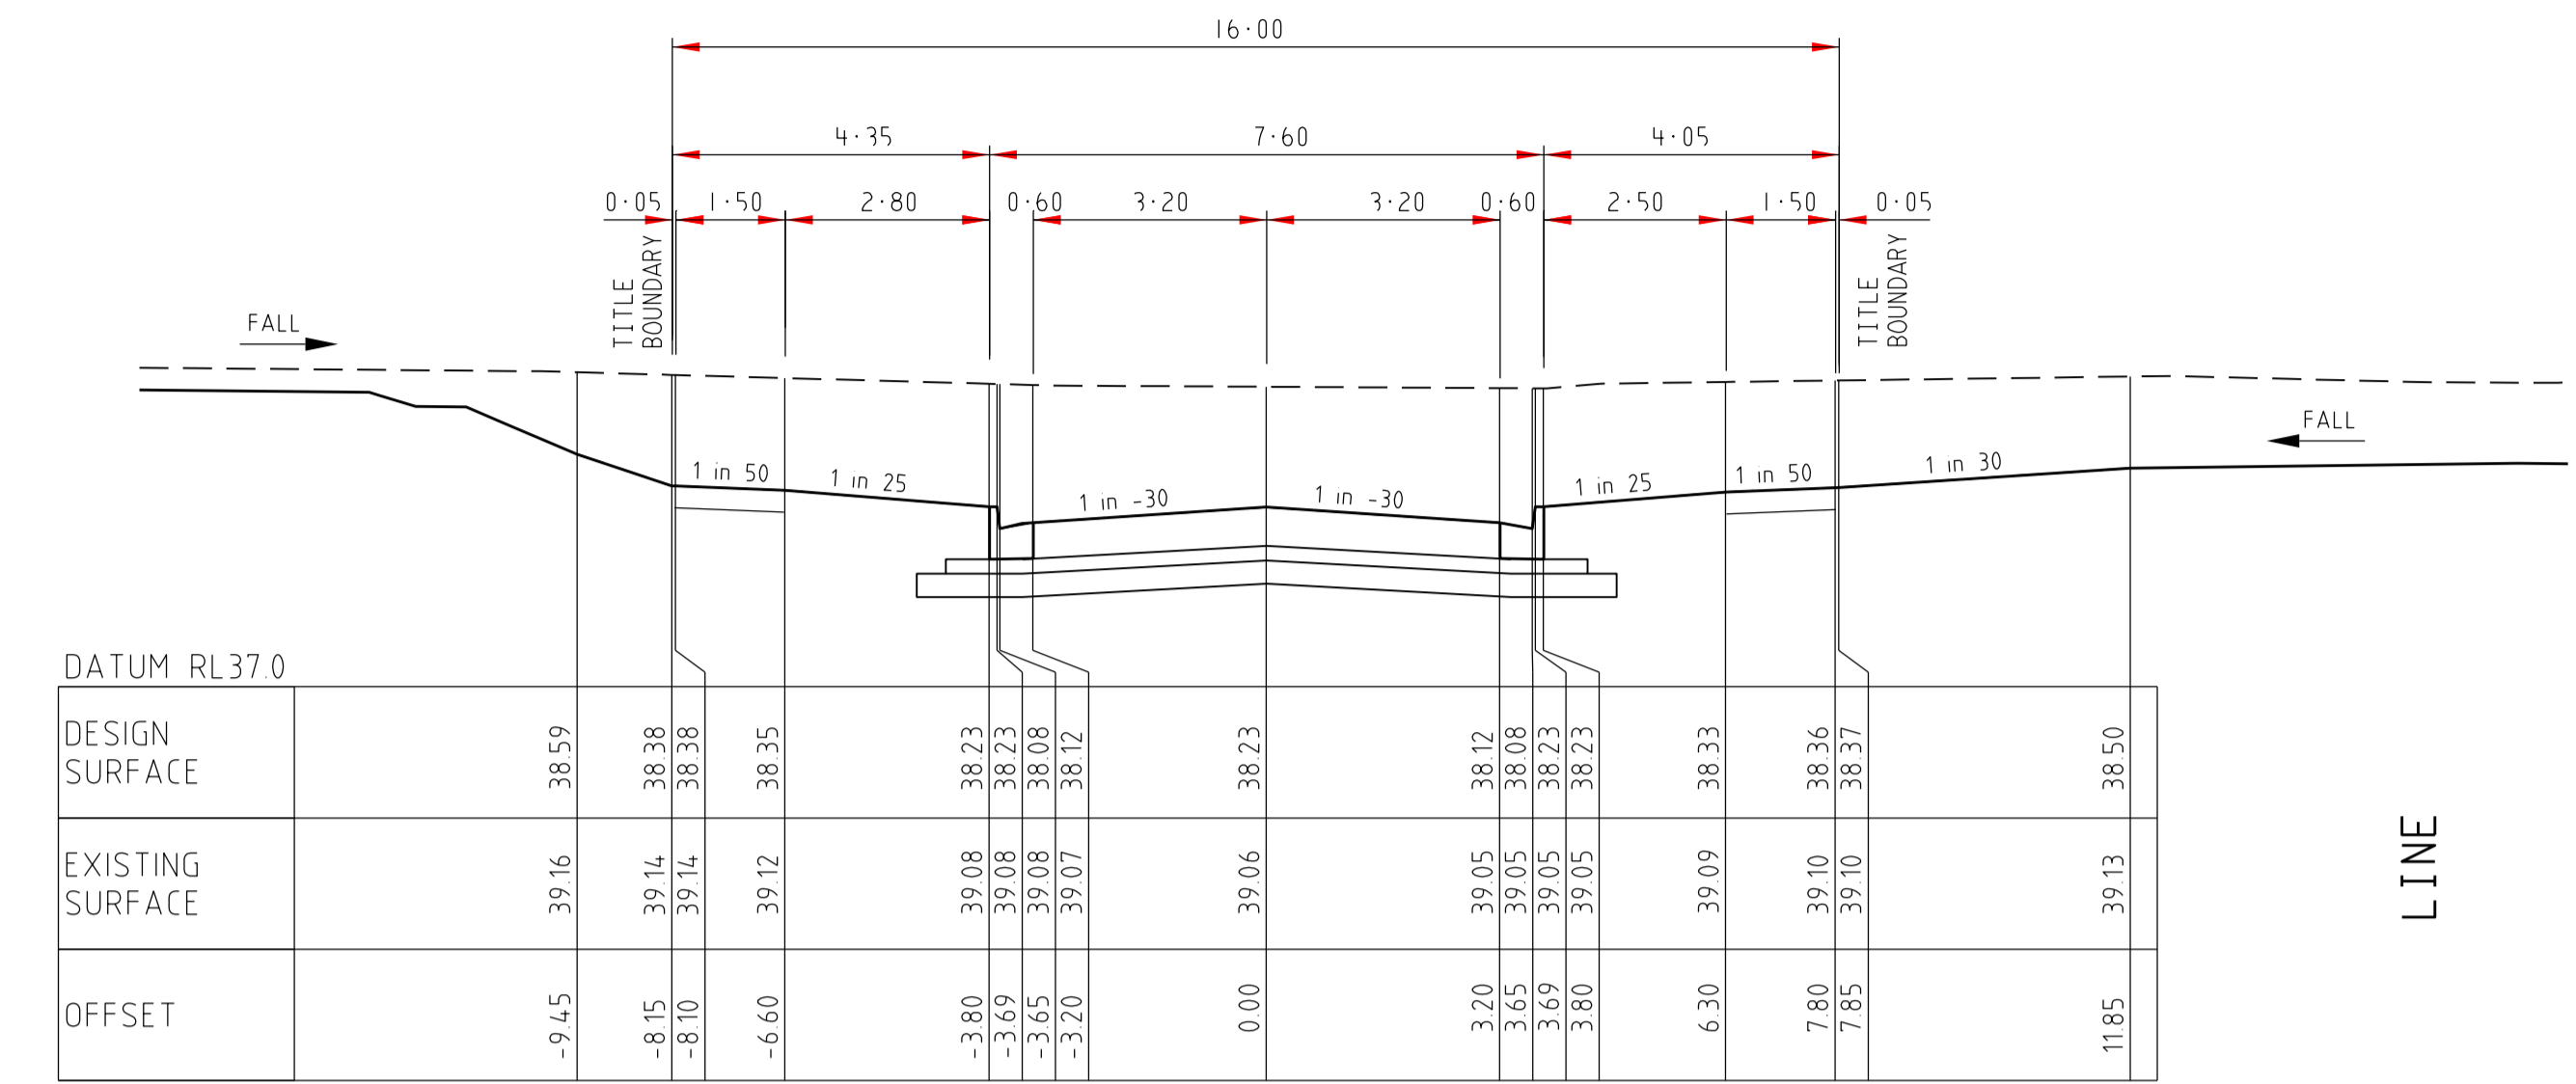 16·00
4·35 7·60 4·05
0·05 1·50 2·80 0·60 3·20 3·20 0·60 2·50 1·50 0·05
TITLE
BOUNDARY
TITLE
BOUNDARY
FALL
FALL
1 in 50 1 in 25 1 in -30 1 in -30 1 in 25 1 in 50 1 in 30
DATUM RL37.0
DESIGN
SURFACE
38.59 38.38 38.38 38.35 38.23 38.23 38.08 38.12 38.23 38.12 38.08 38.23 38.23 38.33 38.36 38.37 38.50
EXISTING
SURFACE
39.16 39.14 39.14 39.12 39.08 39.08 39.08 39.07 39.06 39.05 39.05 39.05 39.05 39.09 39.10 39.10 39.13
OFFSET
-9.45 -8.15 -8.10 -6.60 -3.80 -3.69 -3.65 -3.20 0.00 3.20 3.65 3.69 3.80 6.30 7.80 7.85 11.85
LINE